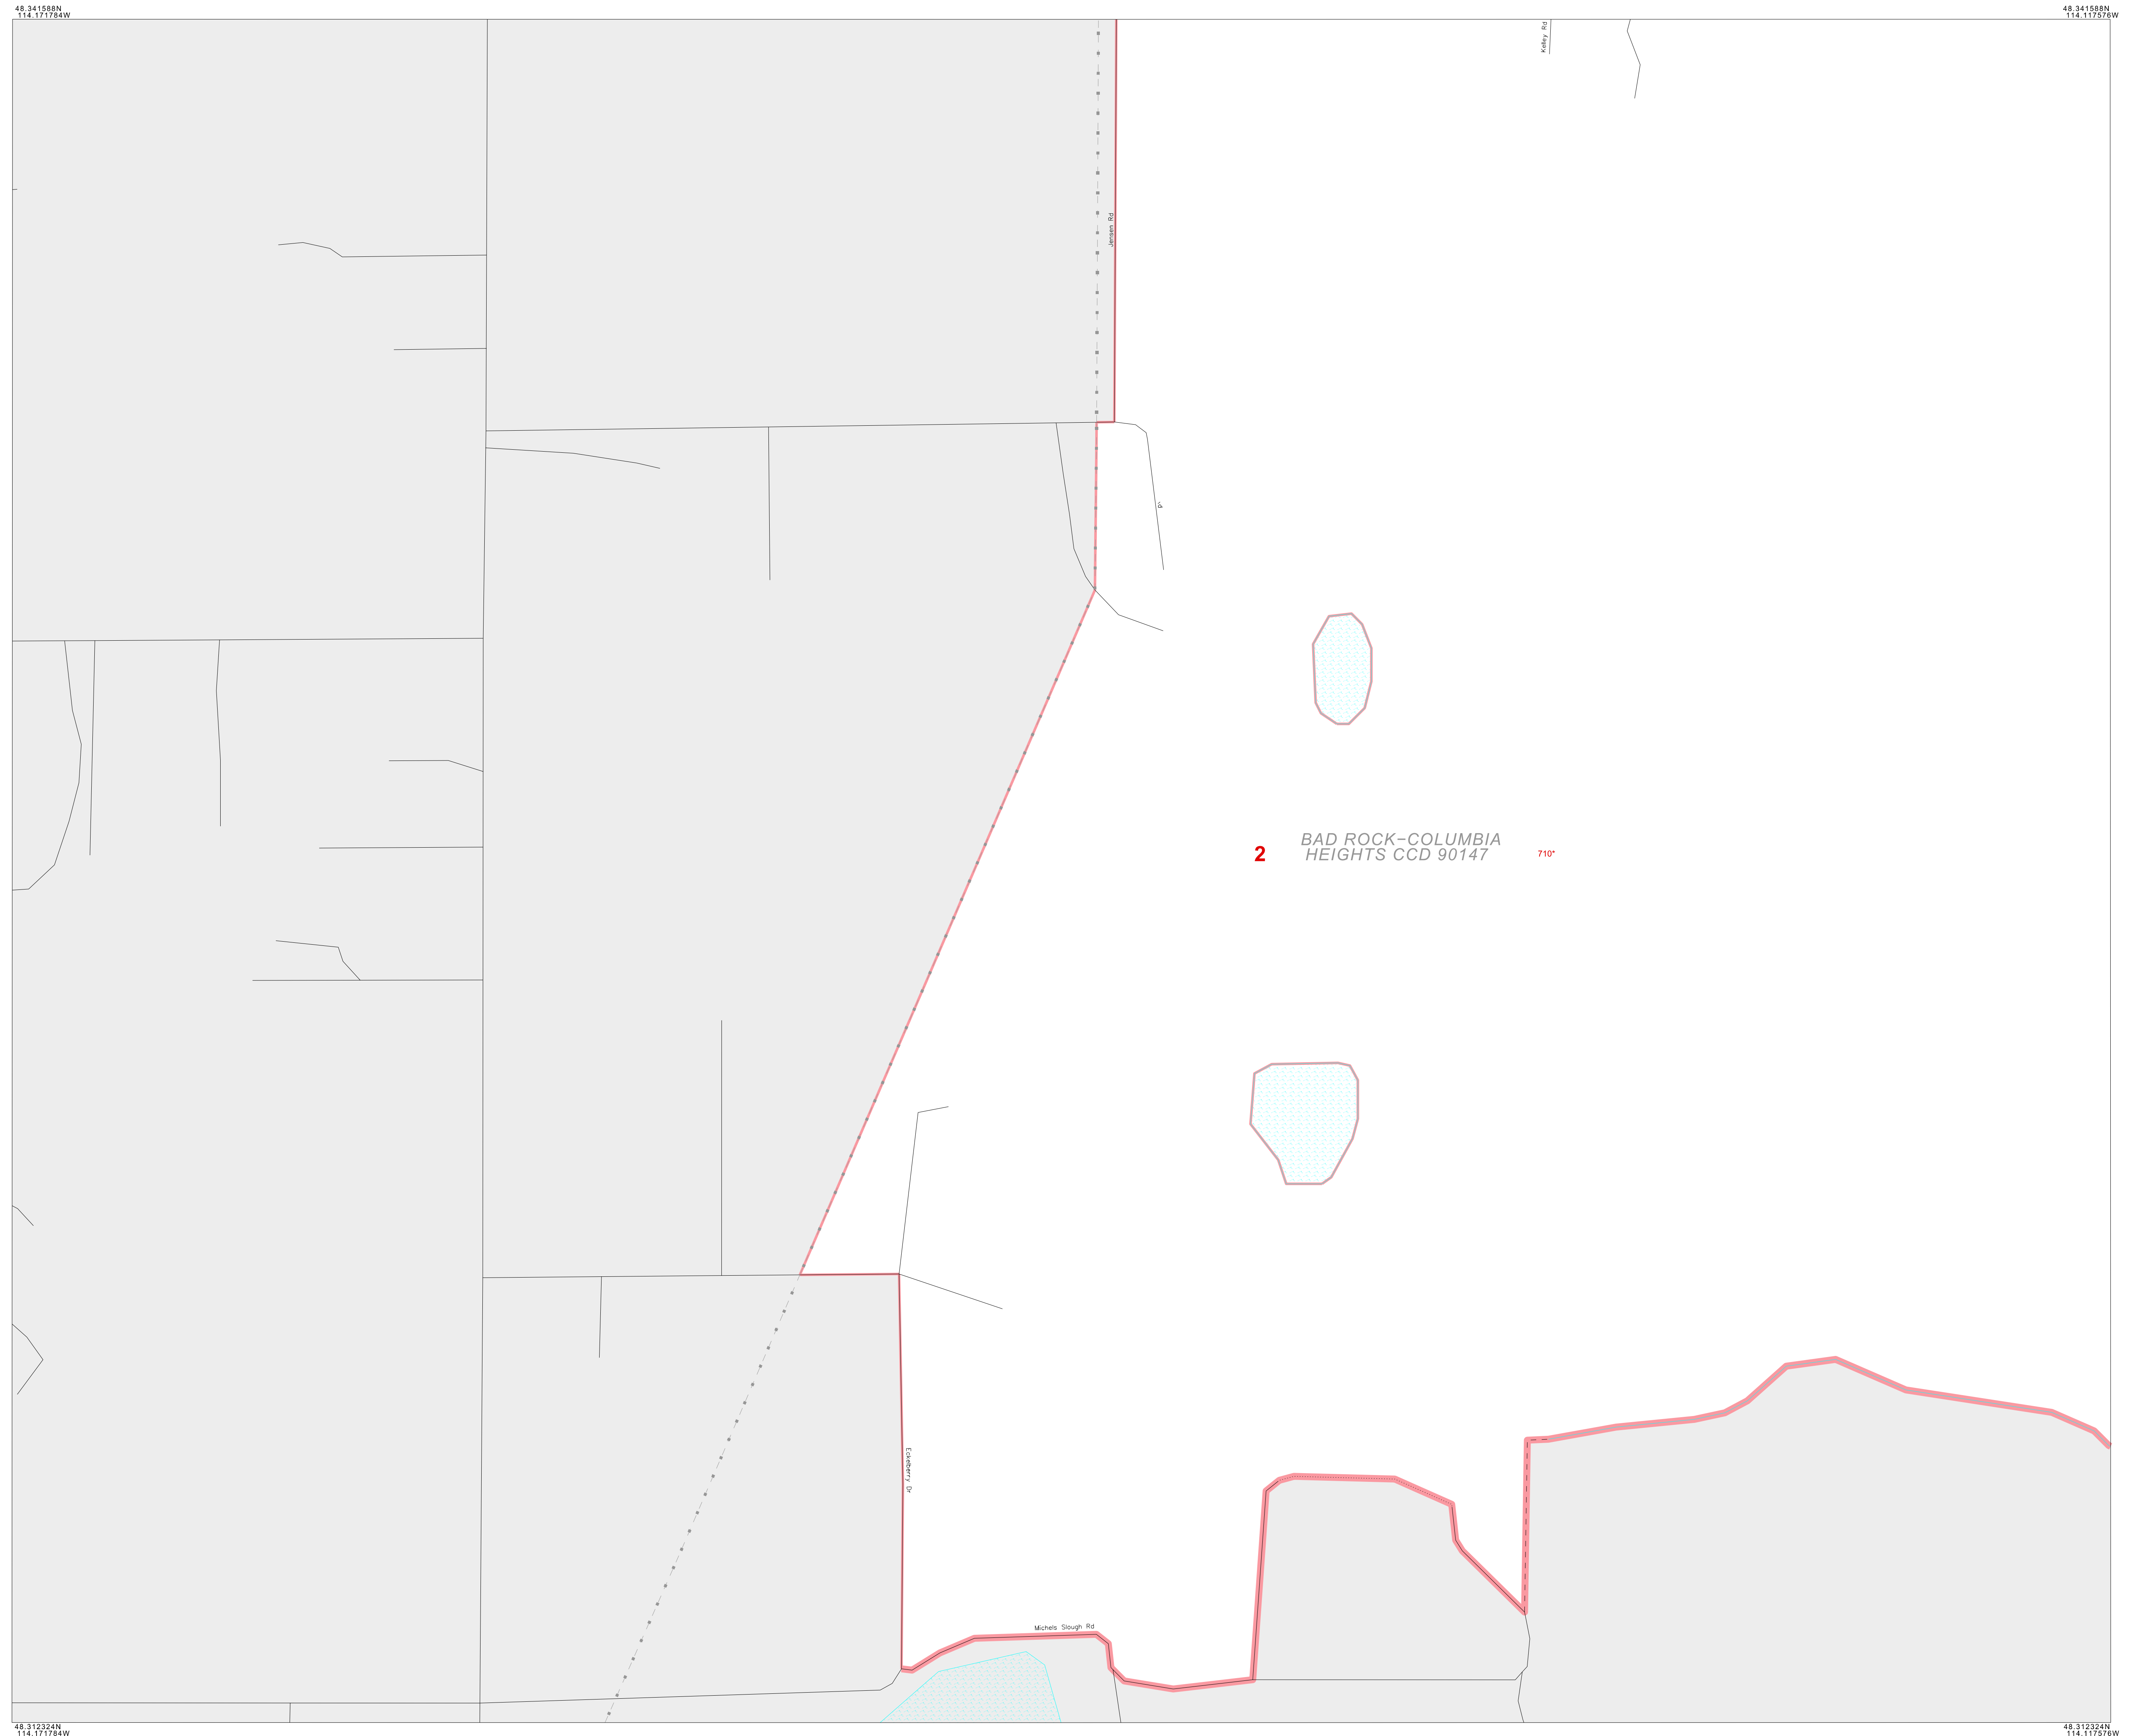 48.341588N
114.171784W
48.341588N
114.117576W
Kelley Rd
Jensen Rd
BAD ROCK-COLUMBIA
2 HEIGHTS CCD 90147 710*
Eckelberry Dr
Michels Slough Rd
48.312324N
114.171784W
48.312324N
114.117576W